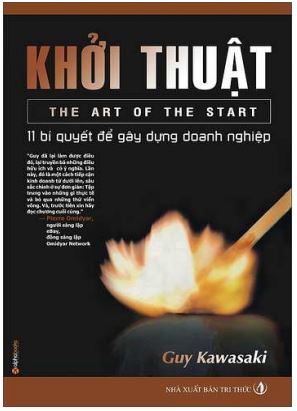 KHỞI THUẬT
THE ART OF THE START
11 bí quyết để gây dựng doanh nghiệp
"Guy đã lại làm được điều
đó, lại truyền bá những điều
hữu ích và có ý nghĩa. Lần
này, đó là một cách tiếp cận
kinh doanh từ dưới lên, sâu
sắc chính ở sự đơn giản: Tập
trung vào những gì thực tế
và bỏ qua những thứ viển
vông. Và, trước tiên xin hãy
đọc chương cuối cùng."
— Pierre Omidyar,
người sáng lập
eBay,
đồng sáng lập
Omidyar Network
Guy Kawasaki
alphabooks
NHÀ XUẤT BẢN TRI THỨC